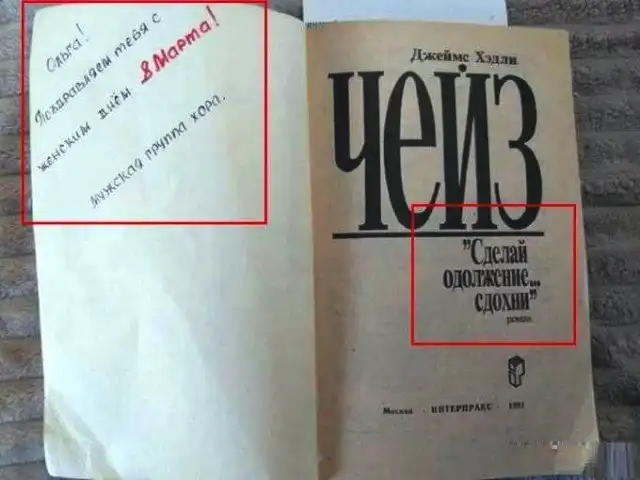 Ольга!
Поздравляем тебя с
женским днём 8 Марта!
мужская группа хора.
Джеймс Хэдли
ЧЕЙЗ
"Сделай
одолжение...
сдохни"
роман
Москва · ИНТЕРПРАКС · 1991